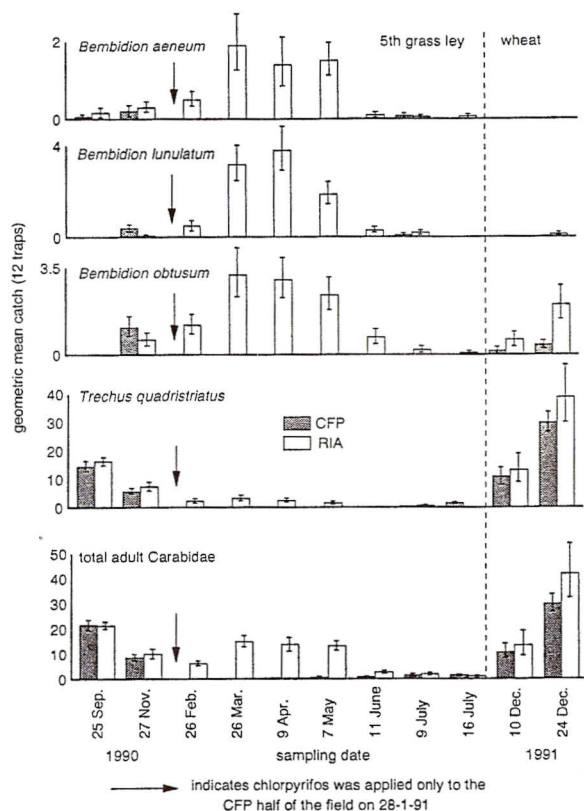 geometric mean catch (12 traps)
Bembidion aeneum
5th grass ley
wheat
2
0
Bembidion lunulatum
4
0
Bembidion obtusum
3.5
0
Trechus quadristriatus
CFP
RIA
40
30
20
10
0
total adult Carabidae
50
40
30
20
10
0
25 Sep.
27 Nov.
26 Feb.
26 Mar.
9 Apr.
7 May
11 June
9 July
16 July
10 Dec.
24 Dec.
1990
sampling date
1991
indicates chlorpyrifos was applied only to the
CFP half of the field on 28-1-91